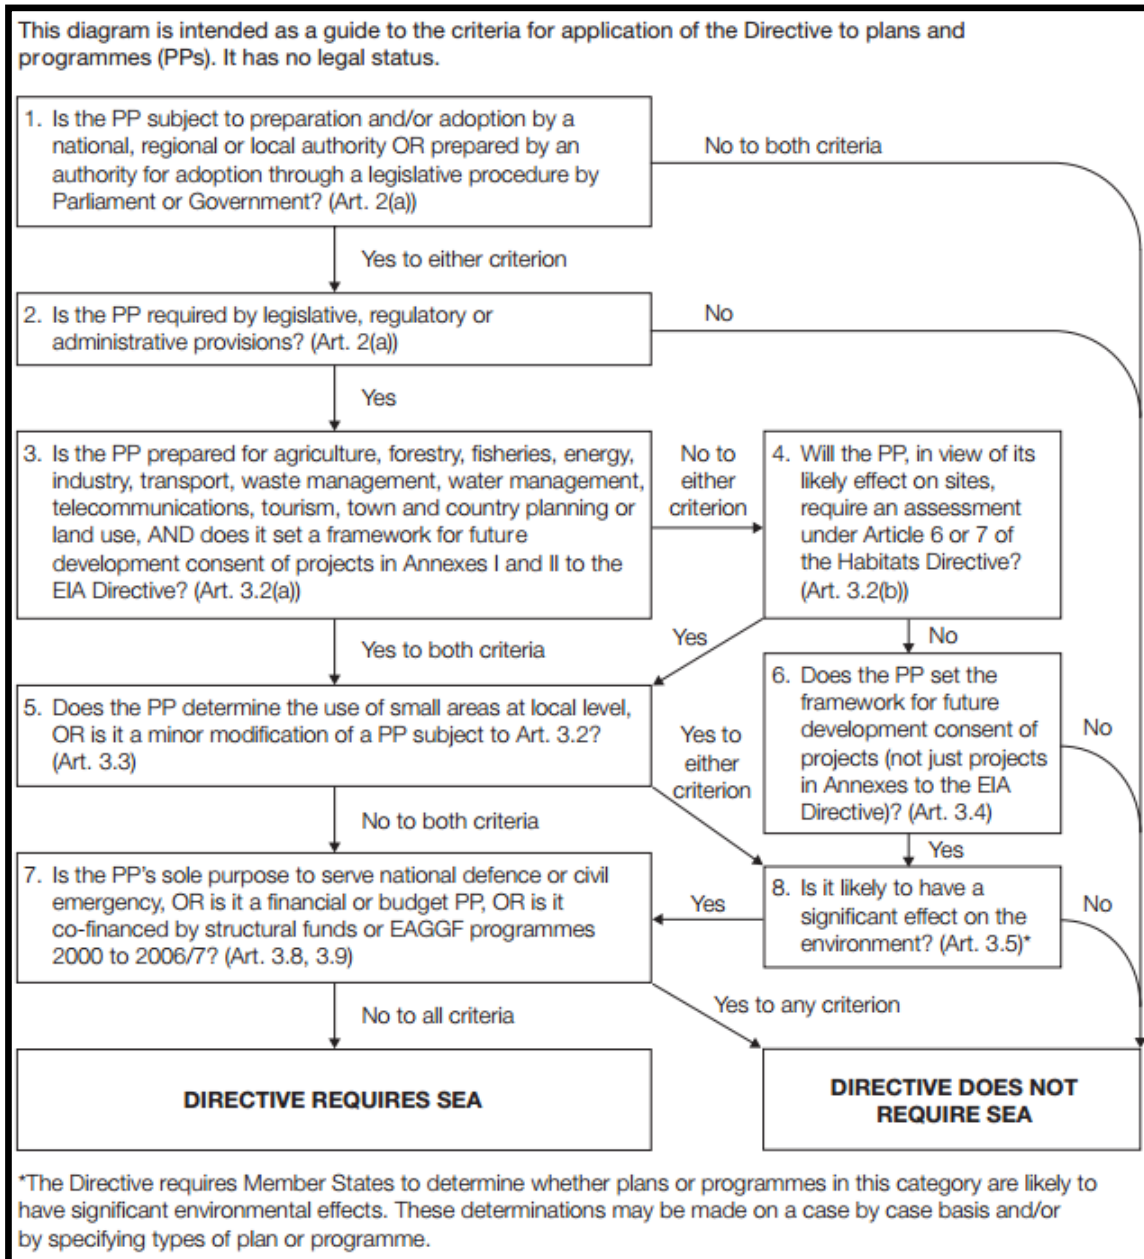 This diagram is intended as a guide to the criteria for application of the Directive to plans and
programmes (PPs). It has no legal status.
1. Is the PP subject to preparation and/or adoption by a
national, regional or local authority OR prepared by an
authority for adoption through a legislative procedure by
Parliament or Government? (Art. 2(a))
No to both criteria
Yes to either criterion
2. Is the PP required by legislative, regulatory or
administrative provisions? (Art. 2(a))
No
Yes
3. Is the PP prepared for agriculture, forestry, fisheries, energy,
industry, transport, waste management, water management,
telecommunications, tourism, town and country planning or
land use, AND does it set a framework for future
development consent of projects in Annexes I and II to the
EIA Directive? (Art. 3.2(a))
No to
either
criterion
4. Will the PP, in view of its
likely effect on sites,
require an assessment
under Article 6 or 7 of
the Habitats Directive?
(Art. 3.2(b))
Yes to both criteria
Yes
No
5. Does the PP determine the use of small areas at local level,
OR is it a minor modification of a PP subject to Art. 3.2?
(Art. 3.3)
Yes to
either
criterion
6. Does the PP set the
framework for future
development consent of
projects (not just projects
in Annexes to the EIA
Directive)? (Art. 3.4)
No
No to both criteria
Yes
7. Is the PP's sole purpose to serve national defence or civil
emergency, OR is it a financial or budget PP, OR is it
co-financed by structural funds or EAGGF programmes
2000 to 2006/7? (Art. 3.8, 3.9)
Yes
8. Is it likely to have a
significant effect on the
environment? (Art. 3.5)*
No
No to all criteria
Yes to any criterion
DIRECTIVE REQUIRES SEA
DIRECTIVE DOES NOT
REQUIRE SEA
*The Directive requires Member States to determine whether plans or programmes in this category are likely to
have significant environmental effects. These determinations may be made on a case by case basis and/or
by specifying types of plan or programme.